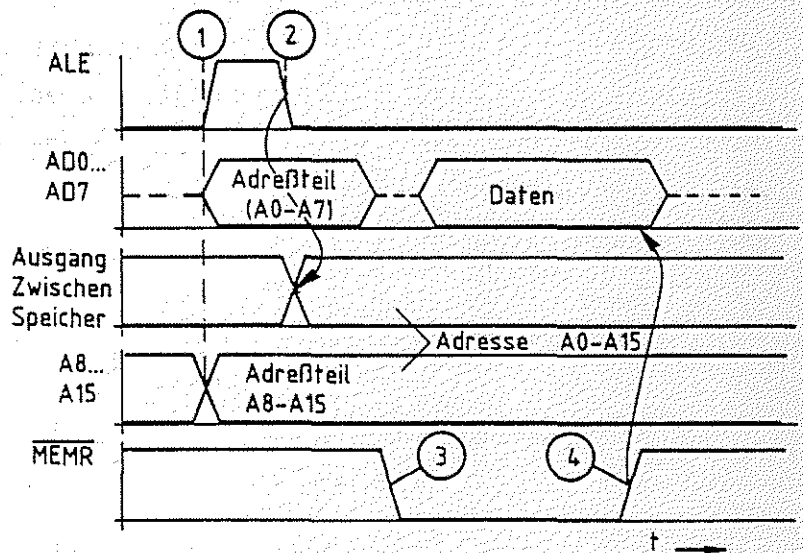 1
2
ALE
AD0...
AD7
Adreßteil
(A0-A7)
Daten
Ausgang
Zwischen
Speicher
Adresse A0-A15
A8...
A15
Adreßteil
A8-A15
MEMR
3
4
t